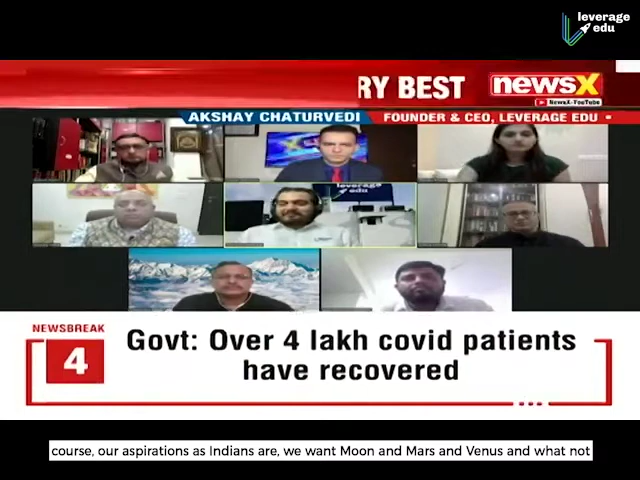 leverage
edu
RY BEST
newsX
NewsX-YouTube
AKSHAY CHATURVEDI
FOUNDER & CEO, LEVERAGE EDU
leverage
edu
NEWSBREAK
4
Govt: Over 4 lakh covid patients
have recovered
course, our aspirations as Indians are, we want Moon and Mars and Venus and what not